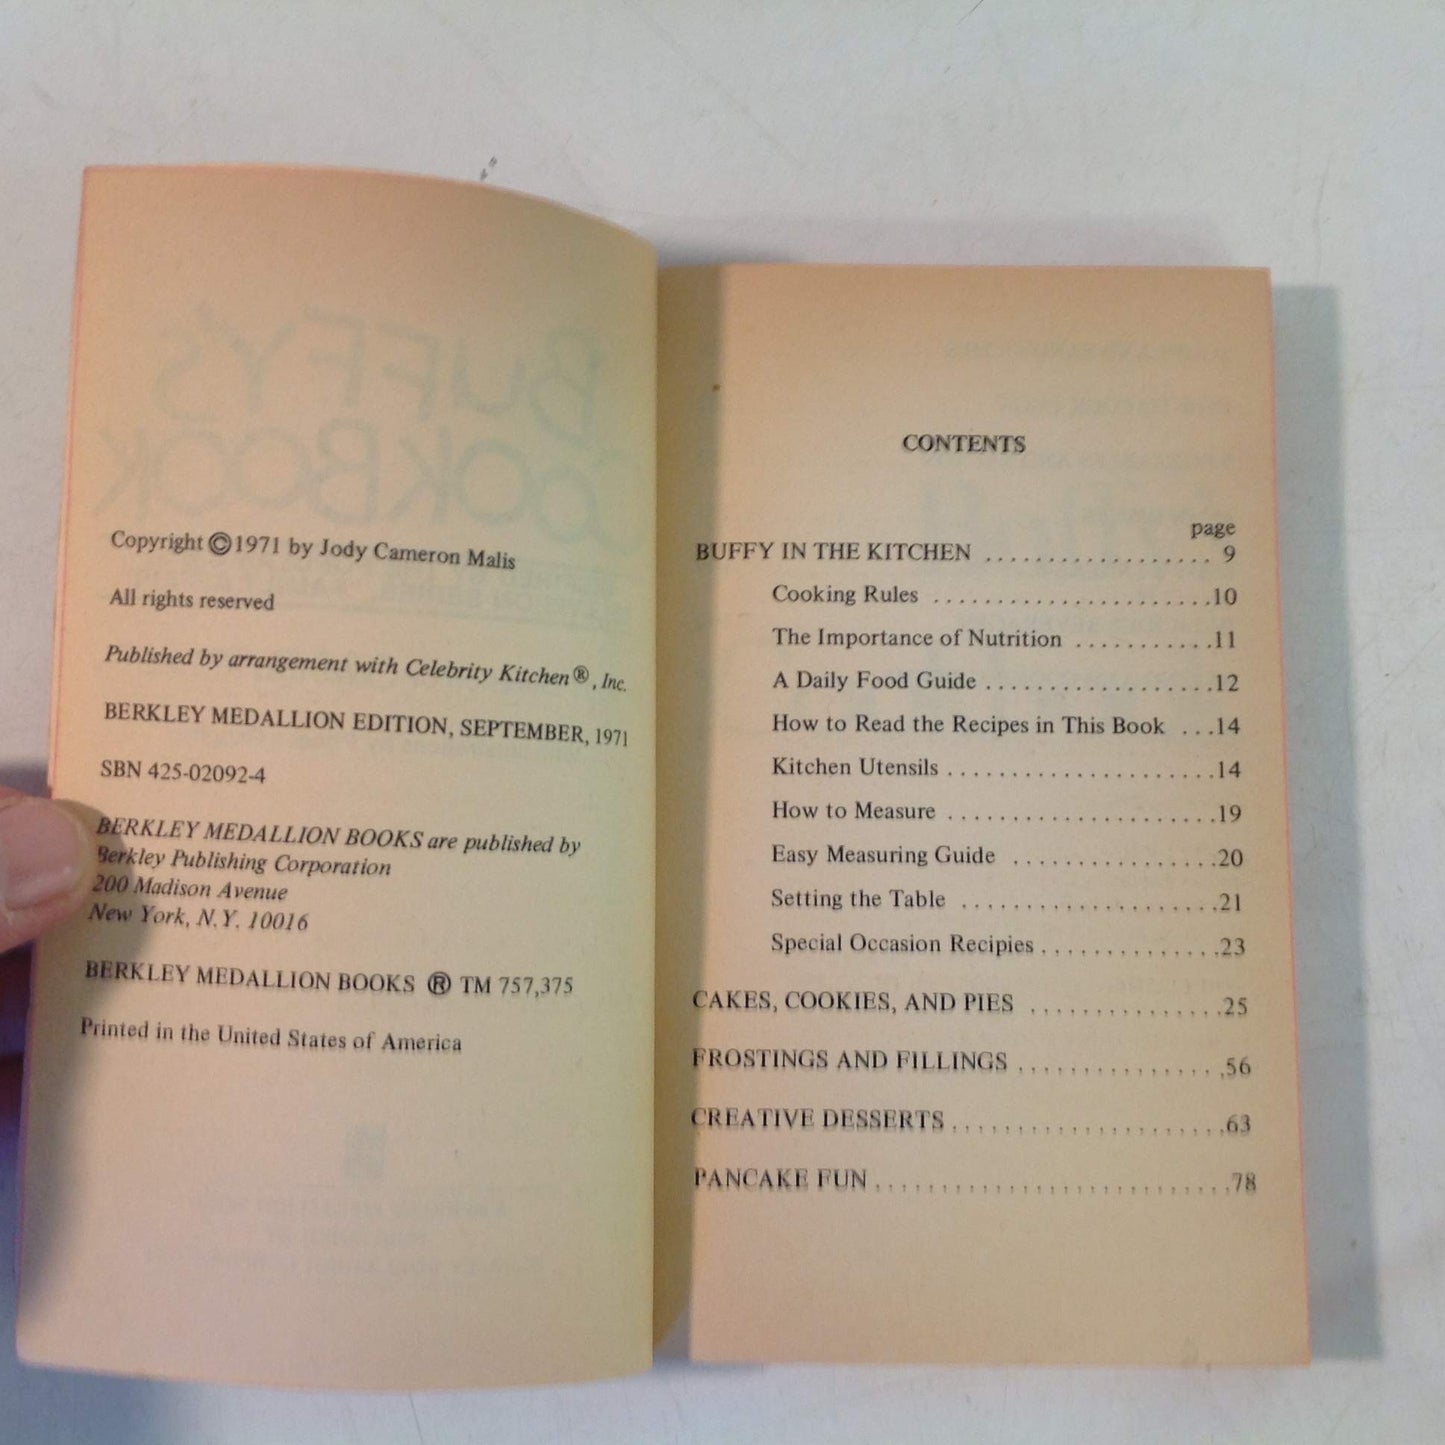 Copyright ©1971 by Jody Cameron Malis
All rights reserved
Published by arrangement with Celebrity Kitchen®, Inc.
BERKLEY MEDALLION EDITION, SEPTEMBER, 1971
SBN 425-02092-4
BERKLEY MEDALLION BOOKS are published by
Berkley Publishing Corporation
200 Madison Avenue
New York, N.Y. 10016
BERKLEY MEDALLION BOOKS ® TM 757,375
Printed in the United States of America
BUFFY'S
COOKBOOK
CONTENTS
page
BUFFY IN THE KITCHEN .................. 9
Cooking Rules ......................10
The Importance of Nutrition ...........11
A Daily Food Guide ..................12
How to Read the Recipes in This Book ...14
Kitchen Utensils .....................14
How to Measure .....................19
Easy Measuring Guide ................20
Setting the Table ....................21
Special Occasion Recipies ..............23
CAKES, COOKIES, AND PIES ...............25
FROSTINGS AND FILLINGS ................56
CREATIVE DESSERTS .....................63
PANCAKE FUN ...........................78